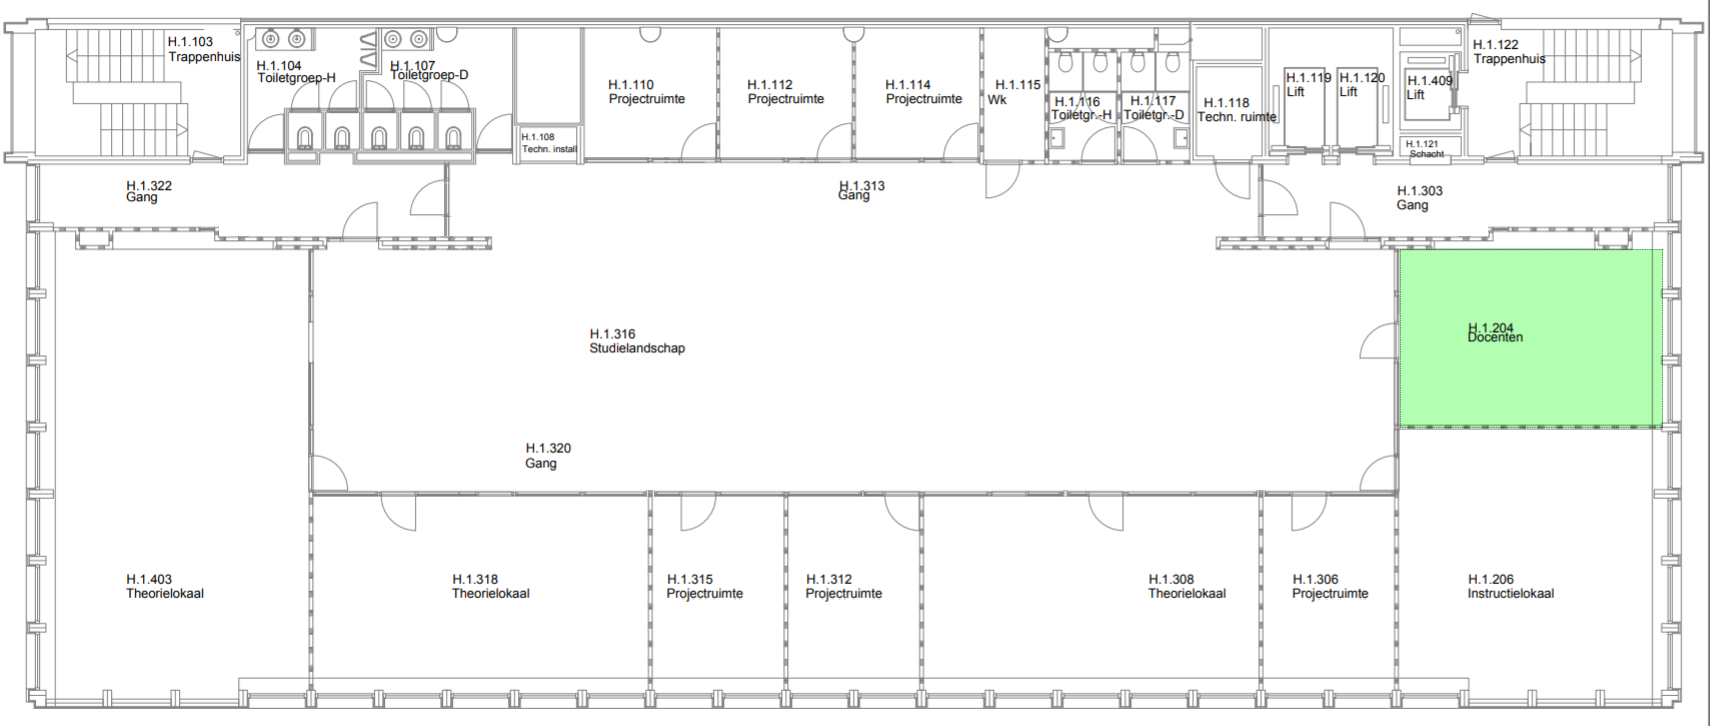 H.1.103
Trappenhuis
H.1.104
Toiletgroep-H
H.1.107
Toiletgroep-D
H.1.108
Techn. install
H.1.110
Projectruimte
H.1.112
Projectruimte
H.1.114
Projectruimte
H.1.115
Wk
H.1.116
Toiletgr.-H
H.1.117
Toiletgr.-D
H.1.118
Techn. ruimte
H.1.119
Lift
H.1.120
Lift
H.1.409
Lift
H.1.121
Schacht
H.1.122
Trappenhuis
H.1.322
Gang
H.1.313
Gang
H.1.303
Gang
H.1.316
Studielandschap
H.1.204
Docenten
H.1.320
Gang
H.1.403
Theorielokaal
H.1.318
Theorielokaal
H.1.315
Projectruimte
H.1.312
Projectruimte
H.1.308
Theorielokaal
H.1.306
Projectruimte
H.1.206
Instructielokaal